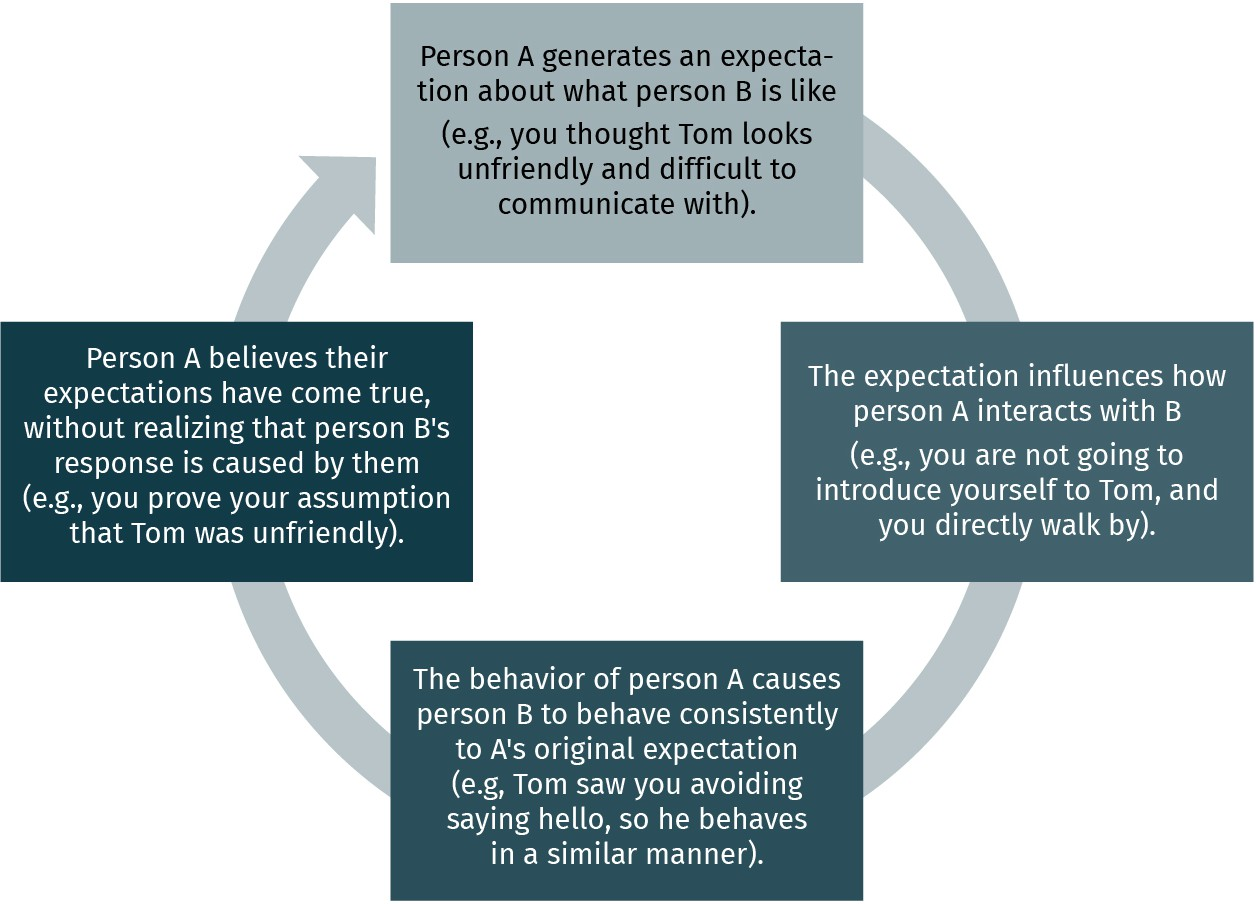 Person A generates an expecta-
tion about what person B is like
(e.g., you thought Tom looks
unfriendly and difficult to
communicate with).
The expectation influences how
person A interacts with B
(e.g., you are not going to
introduce yourself to Tom, and
you directly walk by).
The behavior of person A causes
person B to behave consistently
to A's original expectation
(e.g, Tom saw you avoiding
saying hello, so he behaves
in a similar manner).
Person A believes their
expectations have come true,
without realizing that person B's
response is caused by them
(e.g., you prove your assumption
that Tom was unfriendly).